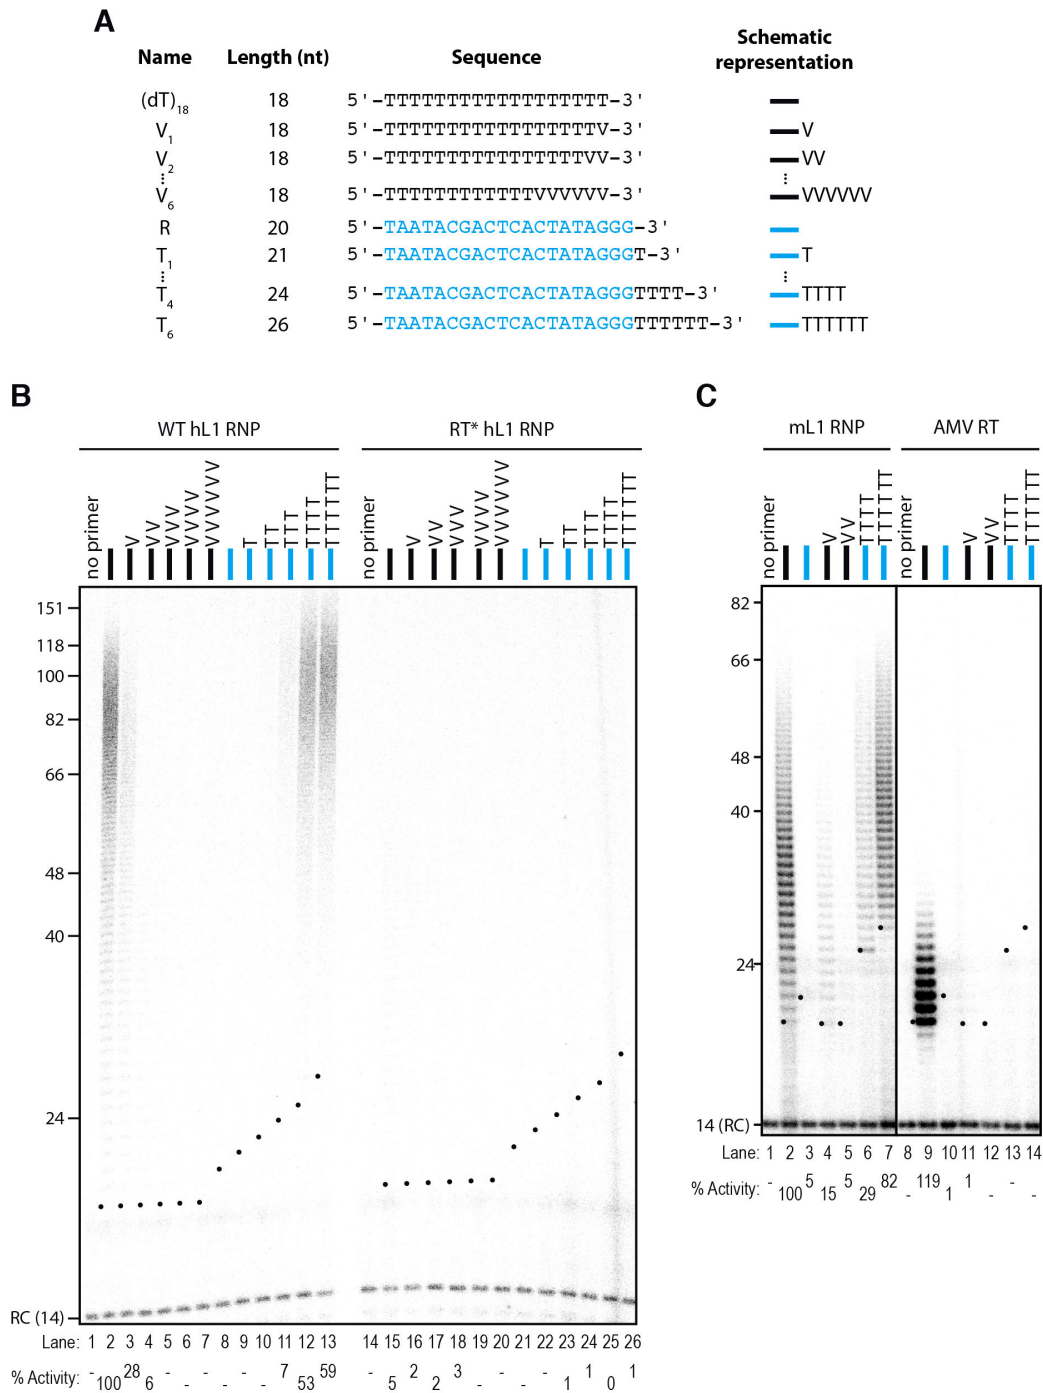 A
Name Length (nt) Sequence Schematic representation
(dT)18 18 5'-TTTTTTTTTTTTTTTTTT-3'
V1 18 5'-TTTTTTTTTTTTTTTTTV-3' V
V2 18 5'-TTTTTTTTTTTTTTTTVV-3' VV
⋮ ⋮
V6 18 5'-TTTTTTTTTTTTVVVVVV-3' VVVVVV
R 20 5'-TAATACGACTCACTATAGGG-3'
T1 21 5'-TAATACGACTCACTATAGGGT-3' T
⋮ ⋮
T4 24 5'-TAATACGACTCACTATAGGGTTTT-3' TTTT
T6 26 5'-TAATACGACTCACTATAGGGTTTTTT-3' TTTTTT
B
WT hL1 RNP RT* hL1 RNP
no primer V VV VVV VVVV VVVVVV T TT TTT TTTT TTTTTT no primer V VV VVV VVVV VVVVVV T TT TTT TTTT TTTTTT
151
118
100
82
66
48
40
24
RC (14)
Lane: 1 2 3 4 5 6 7 8 9 10 11 12 13 14 15 16 17 18 19 20 21 22 23 24 25 26
% Activity: - 100 28 6 - - - - - - 7 53 59 - 5 2 2 3 - - - - 1 1 0 1
C
mL1 RNP AMV RT
no primer V VV TTTT TTTTTT no primer V VV TTTT TTTT
82
66
48
40
24
14 (RC)
Lane: 1 2 3 4 5 6 7 8 9 10 11 12 13 14
% Activity: - 100 5 15 5 29 82 - 119 1 1 - - -